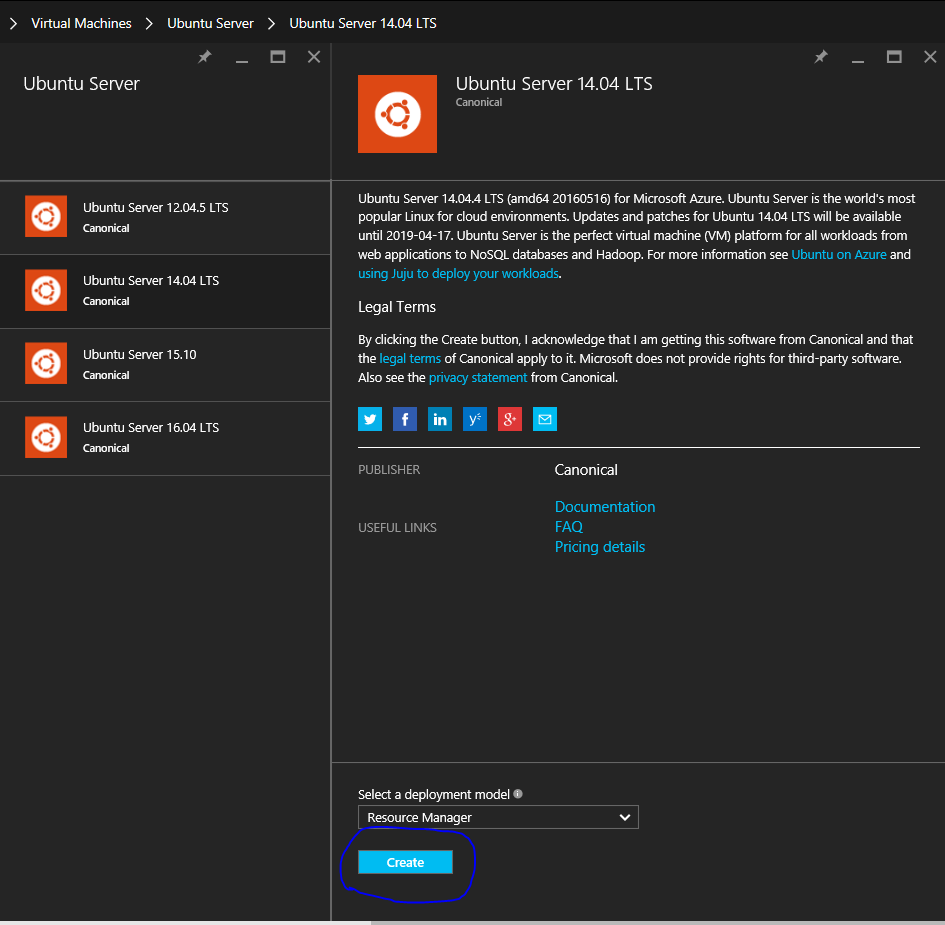 Virtual Machines Ubuntu Server Ubuntu Server 14.04 LTS
Ubuntu Server
Ubuntu Server 12.04.5 LTS
Canonical
Ubuntu Server 14.04 LTS
Canonical
Ubuntu Server 15.10
Canonical
Ubuntu Server 16.04 LTS
Canonical
Ubuntu Server 14.04 LTS
Canonical
Ubuntu Server 14.04.4 LTS (amd64 20160516) for Microsoft Azure. Ubuntu Server is the world's most
popular Linux for cloud environments. Updates and patches for Ubuntu 14.04 LTS will be available
until 2019-04-17. Ubuntu Server is the perfect virtual machine (VM) platform for all workloads from
web applications to NoSQL databases and Hadoop. For more information see Ubuntu on Azure and
using Juju to deploy your workloads.
Legal Terms
By clicking the Create button, I acknowledge that I am getting this software from Canonical and that
the legal terms of Canonical apply to it. Microsoft does not provide rights for third-party software.
Also see the privacy statement from Canonical.
PUBLISHER Canonical
Documentation
USEFUL LINKS FAQ
Pricing details
Select a deployment model
Resource Manager
Create